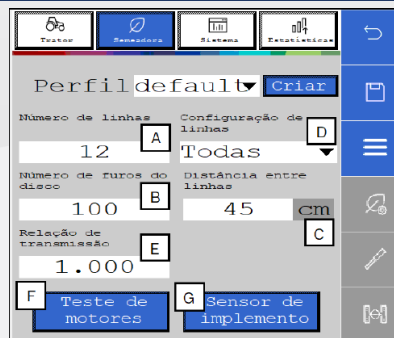 Trator Semeadora Sistema Estatísticas
Perfil default Criar
Número de linhas
A
12
Configuração de linhas
D
Todas
Número de furos do disco
B
100
Distância entre linhas
45 cm
C
Relação de transmissão
E
1.000
F
Teste de motores
G
Sensor de implemento